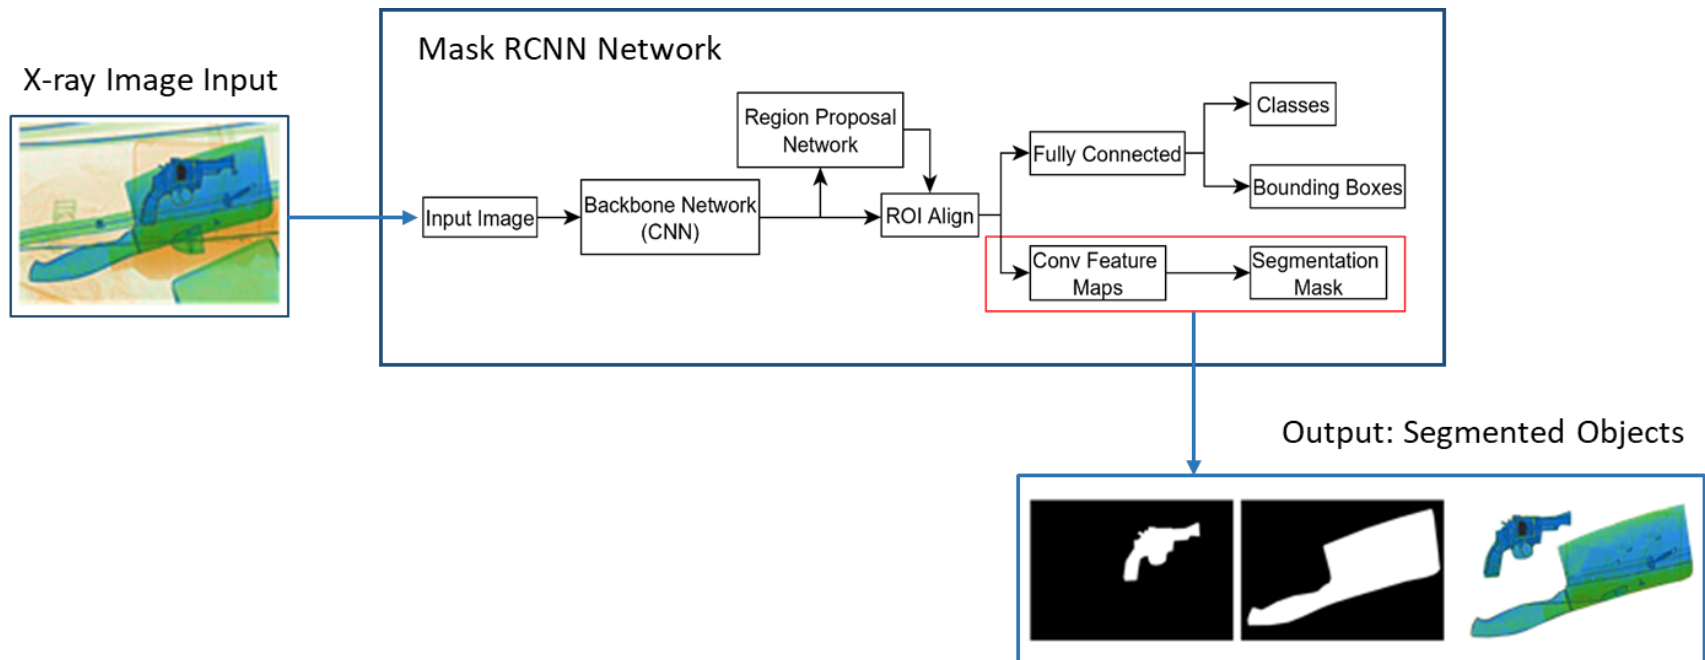 Mask RCNN Network
X-ray Image Input
Region Proposal
Network
Classes
Fully Connected
Bounding Boxes
Input Image
Backbone Network
(CNN)
ROI Align
Conv Feature
Maps
Segmentation
Mask
Output: Segmented Objects